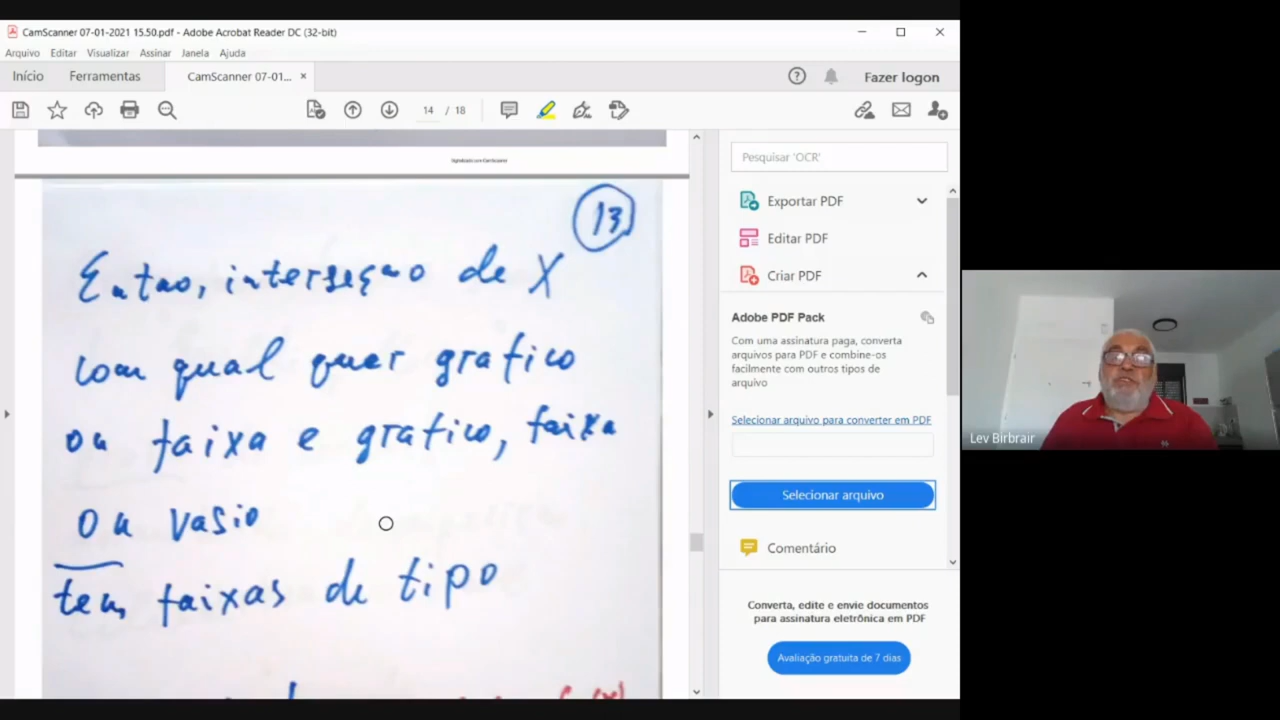 CamScanner 07-01-2021 15.50.pdf - Adobe Acrobat Reader DC (32-bit)
Arquivo Editar Visualizar Assinar Janela Ajuda
Início Ferramentas CamScanner 07-01... × Fazer logon
14 / 18
Digitalizado com CamScanner
13
Entao, interseçao de X
com qual quer grafico
ou faixa e grafico, faixa
ou vasio
tem faixas de tipo
Pesquisar 'OCR'
Exportar PDF
Editar PDF
Criar PDF
Adobe PDF Pack
Com uma assinatura paga, converta
arquivos para PDF e combine-os
facilmente com outros tipos de
arquivo
Selecionar arquivo para converter em PDF
Selecionar arquivo
Comentário
Converta, edite e envie documentos
para assinatura eletrônica em PDF
Avaliação gratuita de 7 dias
Lev Birbrair